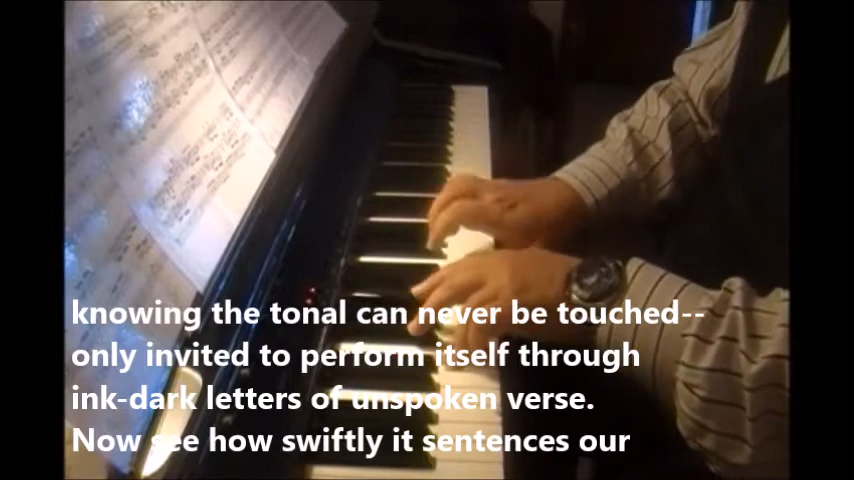 knowing the tonal can never be touched--
only invited to perform itself through
ink-dark letters of unspoken verse.
Now see how swiftly it sentences our